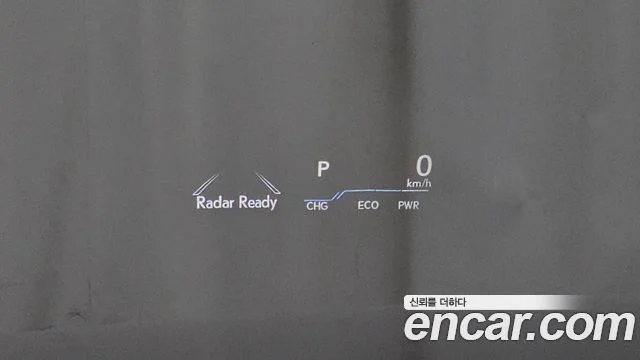 P
0
km/h
Radar Ready
CHG ECO PWR
신뢰를 더하다
encar.com